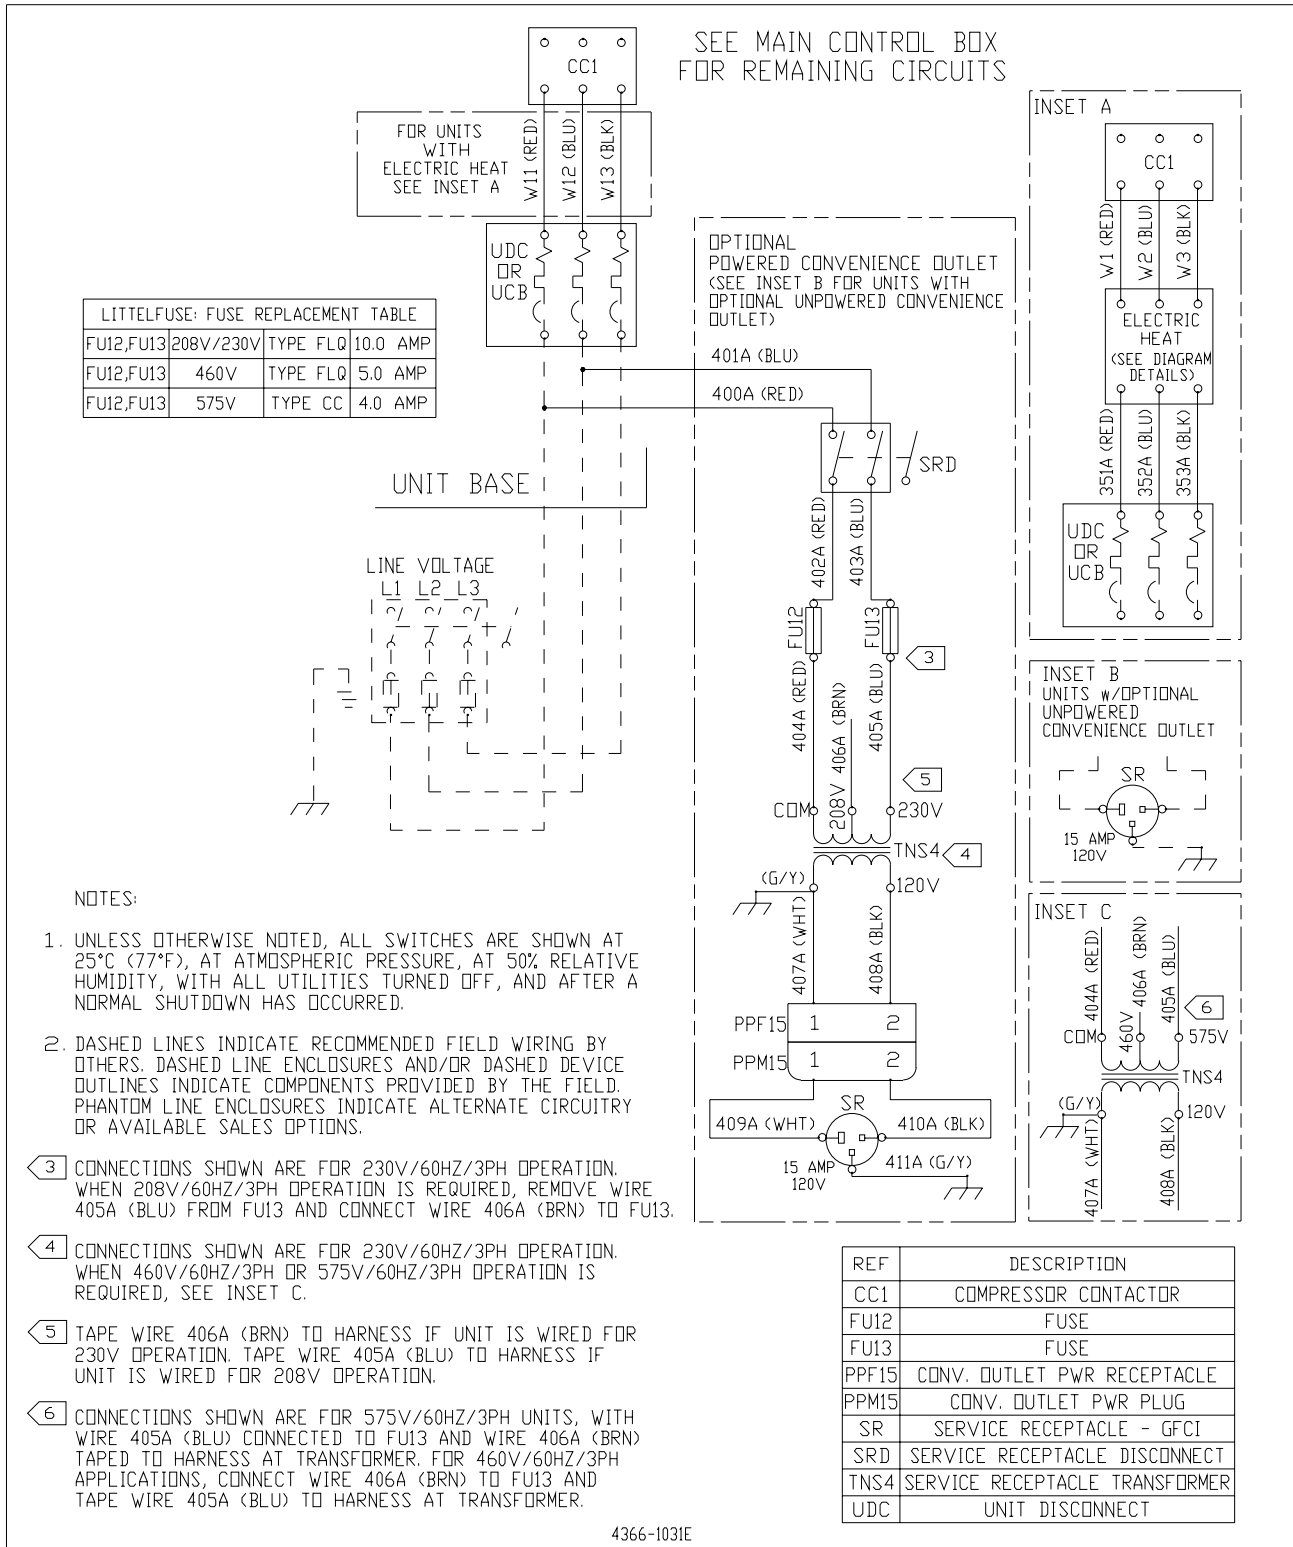 SEE MAIN CONTROL BOX
FOR REMAINING CIRCUITS
CC1
FOR UNITS
WITH
ELECTRIC HEAT
SEE INSET A
W11 (RED)
W12 (BLU)
W13 (BLK)
UDC
OR
UCB
LITTELFUSE: FUSE REPLACEMENT TABLE
FU12,FU13 208V/230V TYPE FLQ 10.0 AMP
FU12,FU13 460V TYPE FLQ 5.0 AMP
FU12,FU13 575V TYPE CC 4.0 AMP
UNIT BASE
LINE VOLTAGE
L1 L2 L3
OPTIONAL
POWERED CONVENIENCE OUTLET
(SEE INSET B FOR UNITS WITH
OPTIONAL UNPOWERED CONVENIENCE
OUTLET)
401A (BLU)
400A (RED)
SRD
402A (RED)
403A (BLU)
FU12
FU13
3
404A (RED)
406A (BRN)
405A (BLU)
5
COM
208V
230V
TNS4
4
(G/Y)
120V
407A (WHT)
408A (BLK)
PPF15 1 2
PPM15 1 2
409A (WHT)
SR
410A (BLK)
15 AMP
120V
411A (G/Y)
INSET A
CC1
W1 (RED)
W2 (BLU)
W3 (BLK)
ELECTRIC
HEAT
(SEE DIAGRAM
DETAILS)
351A (RED)
352A (BLU)
353A (BLK)
UDC
OR
UCB
INSET B
UNITS W/OPTIONAL
UNPOWERED
CONVENIENCE OUTLET
SR
15 AMP
120V
INSET C
404A (RED)
406A (BRN)
405A (BLU)
6
COM
460V
575V
TNS4
(G/Y)
120V
407A (WHT)
408A (BLK)
NOTES:
1. UNLESS OTHERWISE NOTED, ALL SWITCHES ARE SHOWN AT
25°C (77°F), AT ATMOSPHERIC PRESSURE, AT 50% RELATIVE
HUMIDITY, WITH ALL UTILITIES TURNED OFF, AND AFTER A
NORMAL SHUTDOWN HAS OCCURRED.
2. DASHED LINES INDICATE RECOMMENDED FIELD WIRING BY
OTHERS. DASHED LINE ENCLOSURES AND/OR DASHED DEVICE
OUTLINES INDICATE COMPONENTS PROVIDED BY THE FIELD.
PHANTOM LINE ENCLOSURES INDICATE ALTERNATE CIRCUITRY
OR AVAILABLE SALES OPTIONS.
3 CONNECTIONS SHOWN ARE FOR 230V/60HZ/3PH OPERATION.
WHEN 208V/60HZ/3PH OPERATION IS REQUIRED, REMOVE WIRE
405A (BLU) FROM FU13 AND CONNECT WIRE 406A (BRN) TO FU13.
4 CONNECTIONS SHOWN ARE FOR 230V/60HZ/3PH OPERATION.
WHEN 460V/60HZ/3PH OR 575V/60HZ/3PH OPERATION IS
REQUIRED, SEE INSET C.
5 TAPE WIRE 406A (BRN) TO HARNESS IF UNIT IS WIRED FOR
230V OPERATION. TAPE WIRE 405A (BLU) TO HARNESS IF
UNIT IS WIRED FOR 208V OPERATION.
6 CONNECTIONS SHOWN ARE FOR 575V/60HZ/3PH UNITS, WITH
WIRE 405A (BLU) CONNECTED TO FU13 AND WIRE 406A (BRN)
TAPED TO HARNESS AT TRANSFORMER. FOR 460V/60HZ/3PH
APPLICATIONS, CONNECT WIRE 406A (BRN) TO FU13 AND
TAPE WIRE 405A (BLU) TO HARNESS AT TRANSFORMER.
REF DESCRIPTION
CC1 COMPRESSOR CONTACTOR
FU12 FUSE
FU13 FUSE
PPF15 CONV. OUTLET PWR RECEPTACLE
PPM15 CONV. OUTLET PWR PLUG
SR SERVICE RECEPTACLE - GFCI
SRD SERVICE RECEPTACLE DISCONNECT
TNS4 SERVICE RECEPTACLE TRANSFORMER
UDC UNIT DISCONNECT
4366-1031E